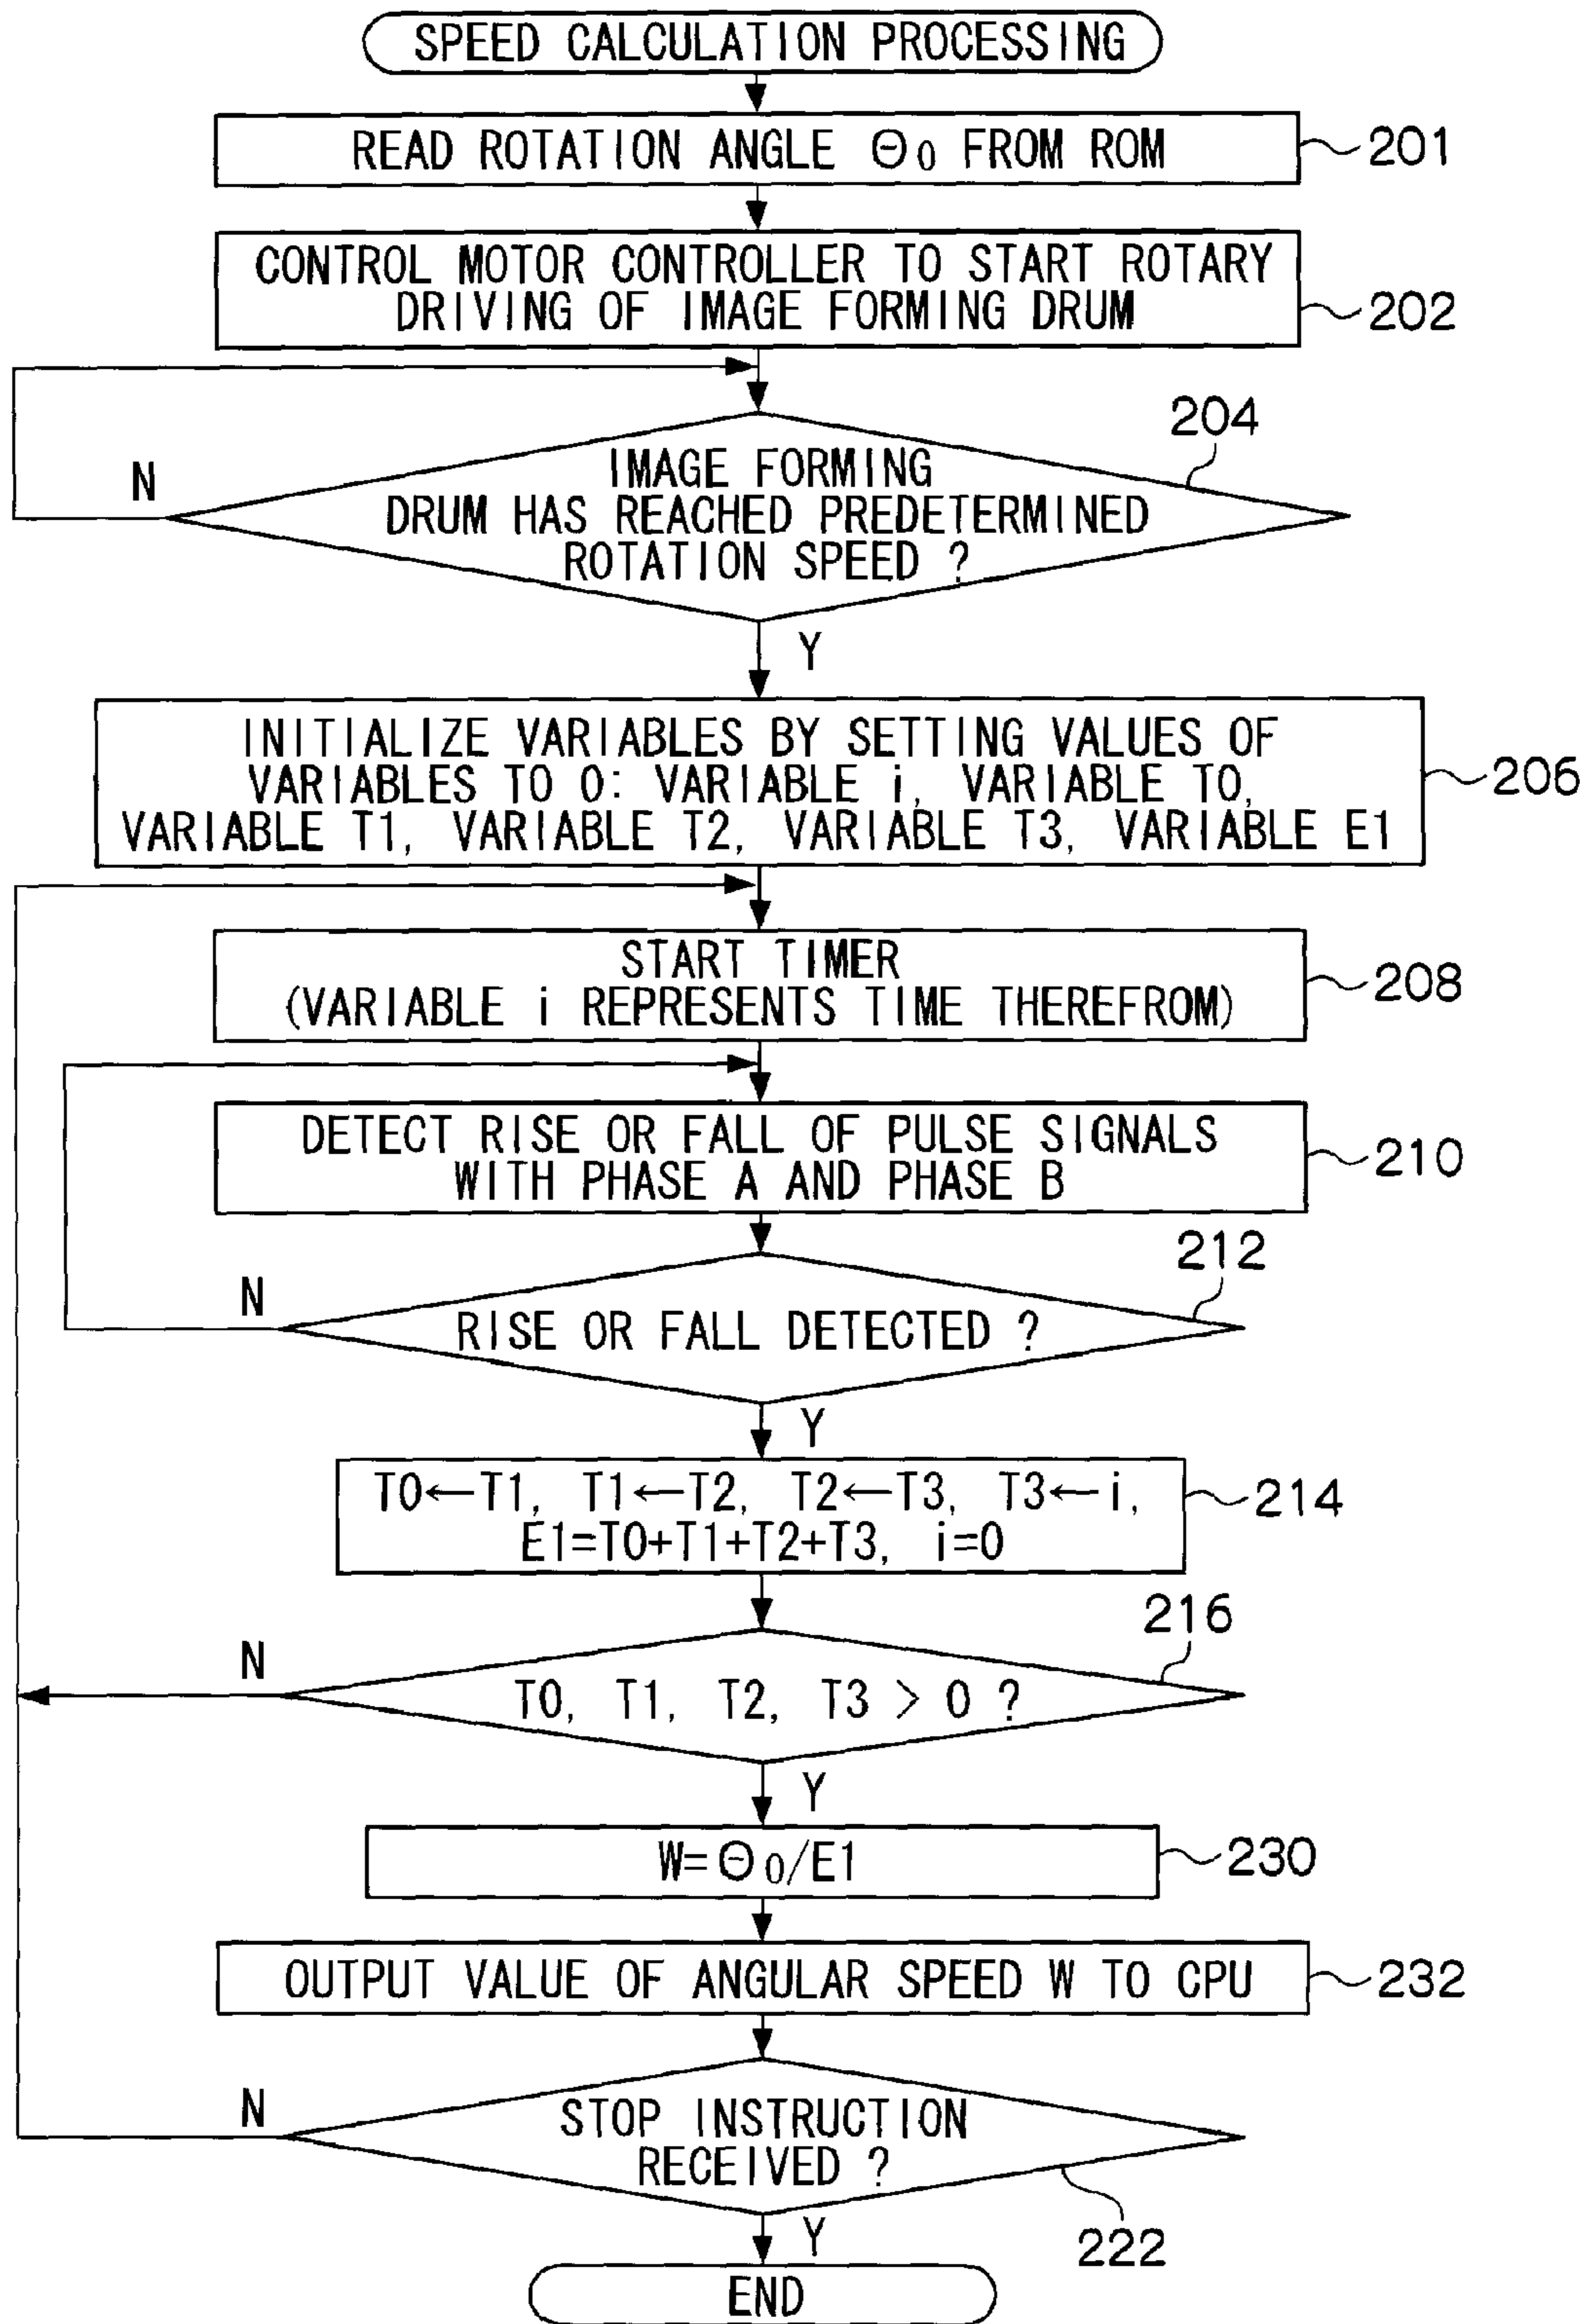 SPEED CALCULATION PROCESSING
READ ROTATION ANGLE Θ0 FROM ROM
201
CONTROL MOTOR CONTROLLER TO START ROTARY
DRIVING OF IMAGE FORMING DRUM
202
204
N
IMAGE FORMING
DRUM HAS REACHED PREDETERMINED
ROTATION SPEED ?
Y
INITIALIZE VARIABLES BY SETTING VALUES OF
VARIABLES TO 0: VARIABLE i, VARIABLE T0,
VARIABLE T1, VARIABLE T2, VARIABLE T3, VARIABLE E1
206
START TIMER
(VARIABLE i REPRESENTS TIME THEREFROM)
208
DETECT RISE OR FALL OF PULSE SIGNALS
WITH PHASE A AND PHASE B
210
212
N
RISE OR FALL DETECTED ?
Y
T0←T1, T1←T2, T2←T3, T3←i,
E1=T0+T1+T2+T3, i=0
214
216
N
T0, T1, T2, T3 > 0 ?
Y
W=Θ0/E1
230
OUTPUT VALUE OF ANGULAR SPEED W TO CPU
232
N
STOP INSTRUCTION
RECEIVED ?
222
Y
END